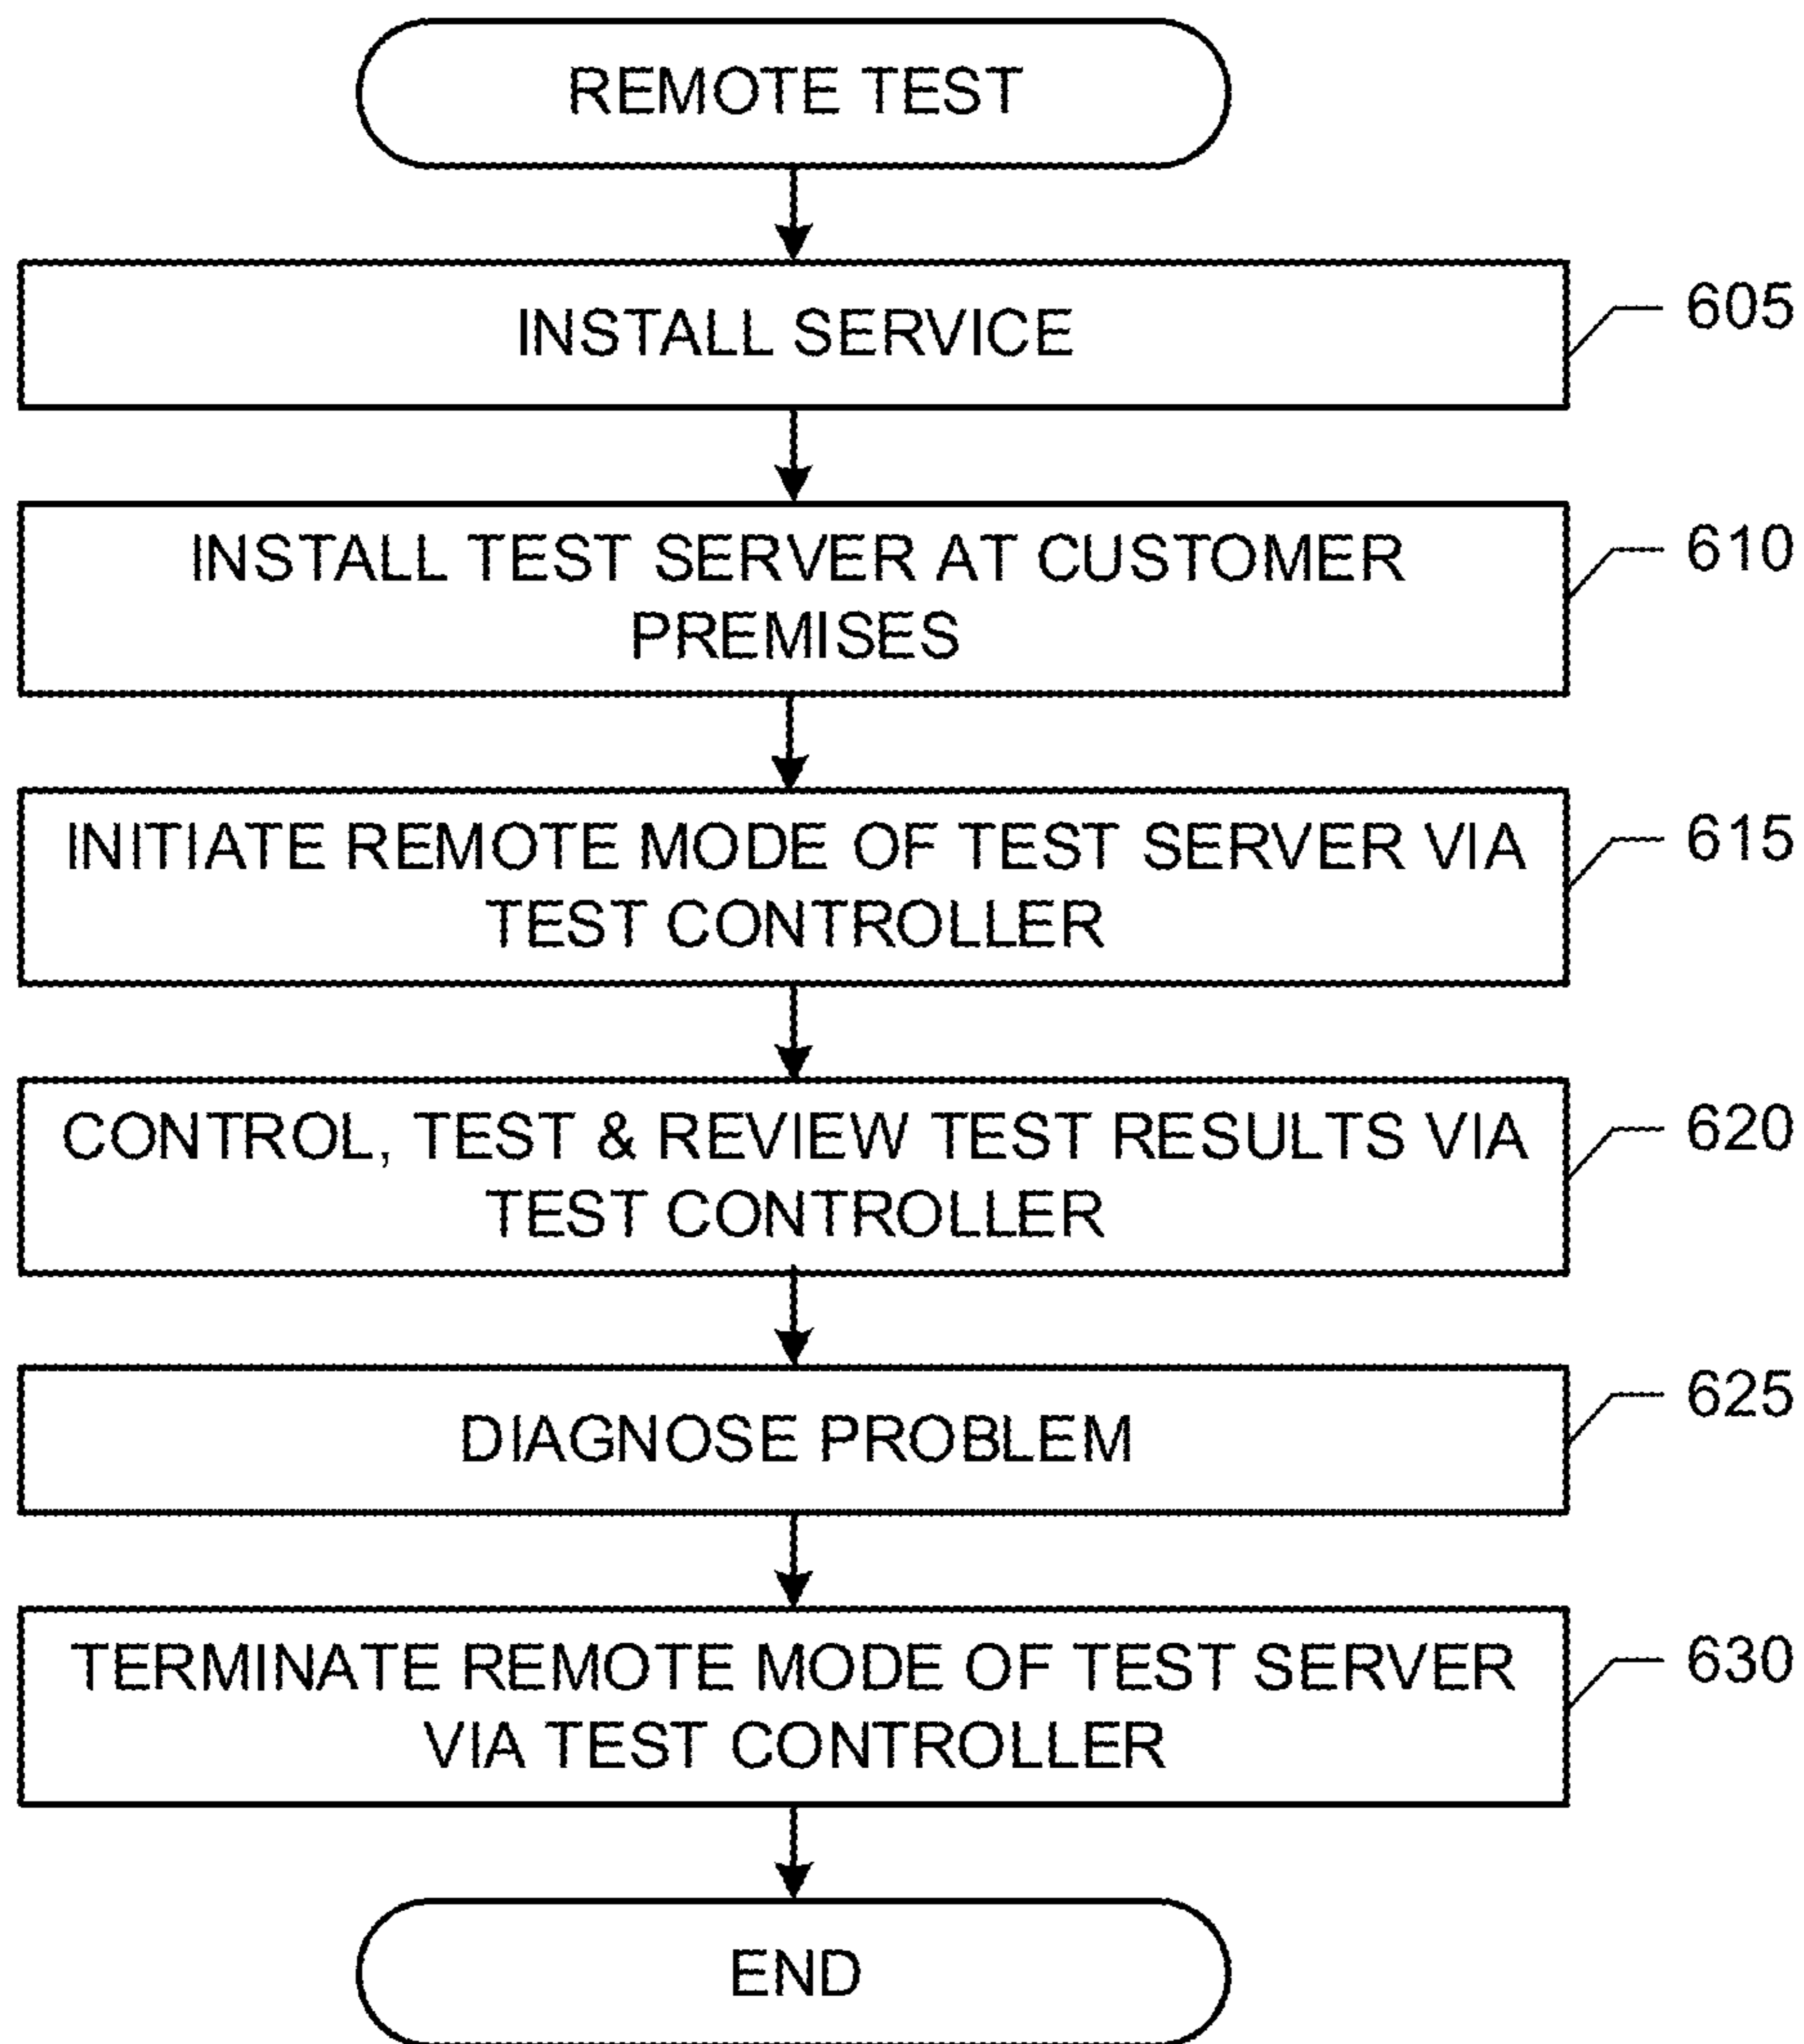 REMOTE TEST
INSTALL SERVICE
605
INSTALL TEST SERVER AT CUSTOMER
PREMISES
610
INITIATE REMOTE MODE OF TEST SERVER VIA
TEST CONTROLLER
615
CONTROL, TEST & REVIEW TEST RESULTS VIA
TEST CONTROLLER
620
DIAGNOSE PROBLEM
625
TERMINATE REMOTE MODE OF TEST SERVER
VIA TEST CONTROLLER
630
END